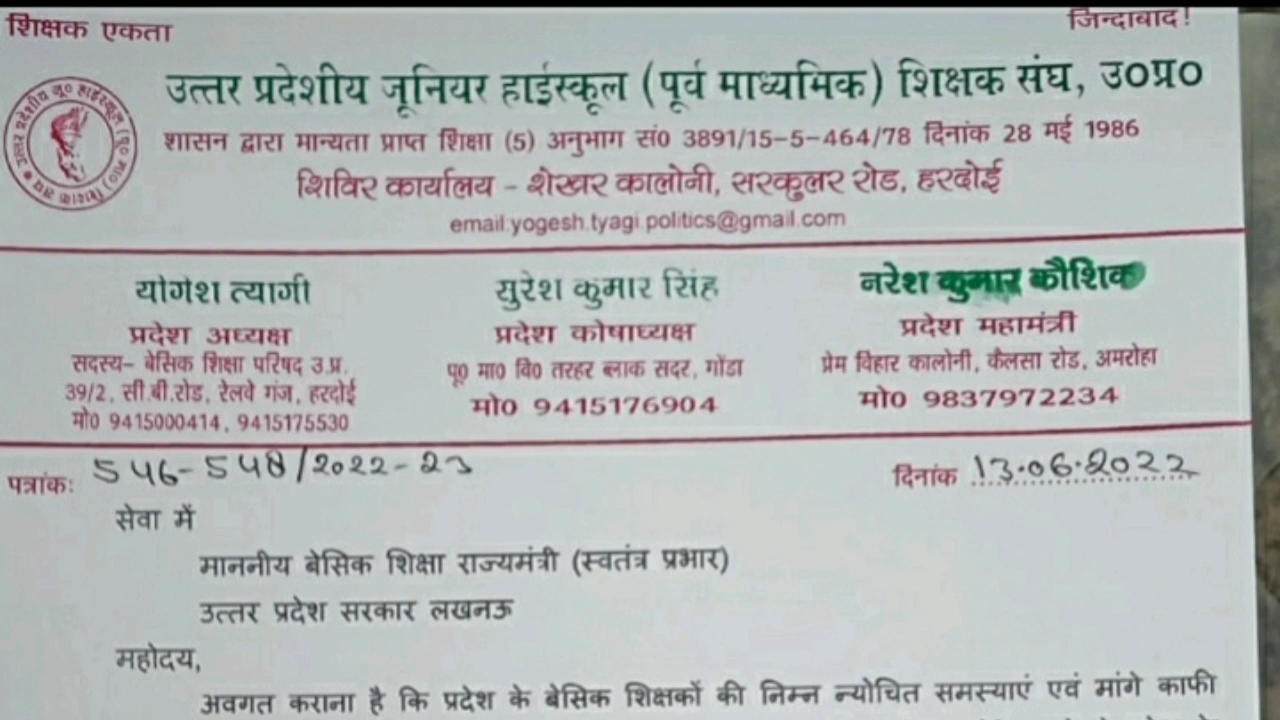 शिक्षक एकता
जिन्दाबाद!
उत्तर प्रदेशीय जूनियर हाईस्कूल (पूर्व माध्यमिक) शिक्षक संघ, उ0प्र0
शासन द्वारा मान्यता प्राप्त शिक्षा (5) अनुभाग सं0 3891/15-5-464/78 दिनांक 28 मई 1986
शिविर कार्यालय - शेखर कालोनी, सरकुलर रोड, हरदोई
email.yogesh.tyagi.politics@gmail.com
योगेश त्यागी
प्रदेश अध्यक्ष
सदस्य- बेसिक शिक्षा परिषद उ.प्र.
39/2, सी.बी.रोड, रेलवे गंज, हरदोई
मो0 9415000414, 9415175530
सुरेश कुमार सिंह
प्रदेश कोषाध्यक्ष
पू0 मा0 वि0 तरहर ब्लाक सदर, गोंडा
मो0 9415176904
नरेश कुमार कौशिक
प्रदेश महामंत्री
प्रेम विहार कालोनी, कैलसा रोड, अमरोहा
मो0 9837972234
पत्रांक: 546-548/2022-23
दिनांक 13.06.2022
सेवा में
माननीय बेसिक शिक्षा राज्यमंत्री (स्वतंत्र प्रभार)
उत्तर प्रदेश सरकार लखनऊ
महोदय,
अवगत कराना है कि प्रदेश के बेसिक शिक्षकों की निम्न न्योचित समस्याएं एवं मांगे काफी